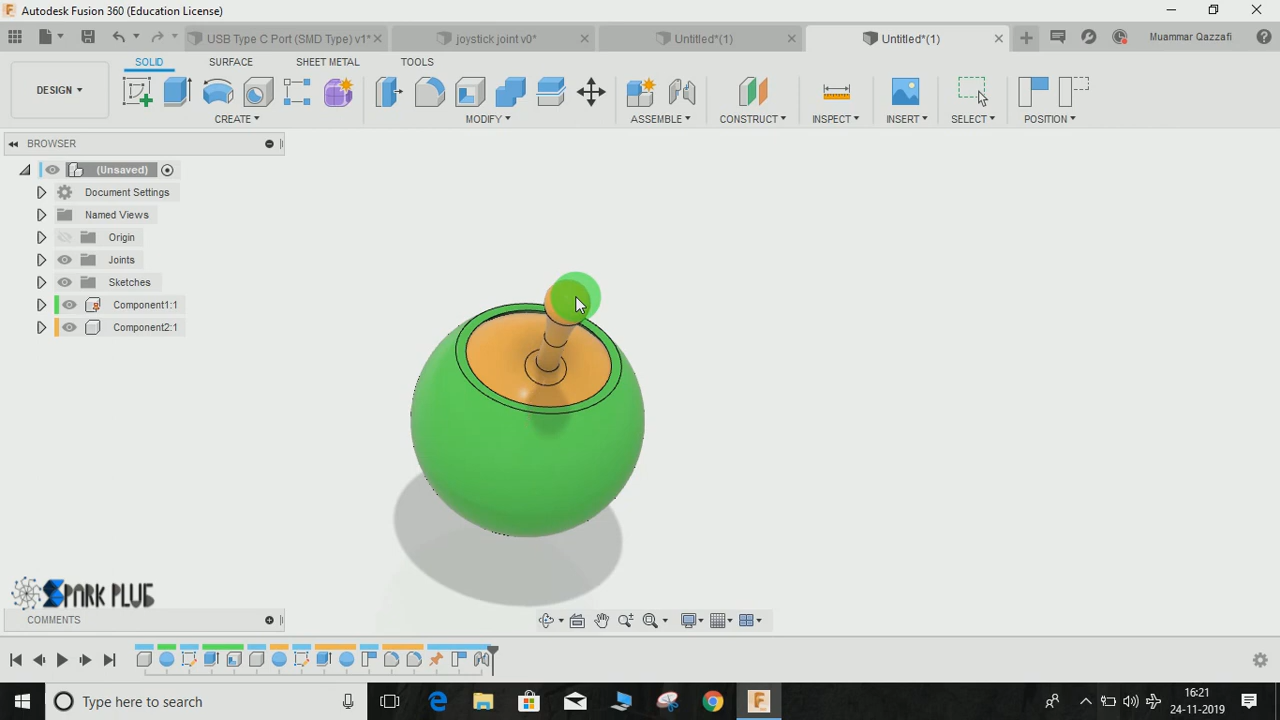 Autodesk Fusion 360 (Education License)
USB Type C Port (SMD Type) v1*
joystick joint v0*
Untitled*(1)
Untitled*(1)
Muammar Qazzafi
DESIGN
SOLID
SURFACE
SHEET METAL
TOOLS
CREATE
MODIFY
ASSEMBLE
CONSTRUCT
INSPECT
INSERT
SELECT
POSITION
BROWSER
(Unsaved)
Document Settings
Named Views
Origin
Joints
Sketches
Component1:1
Component2:1
SPARK PLUG
COMMENTS
Type here to search
16:21
24-11-2019